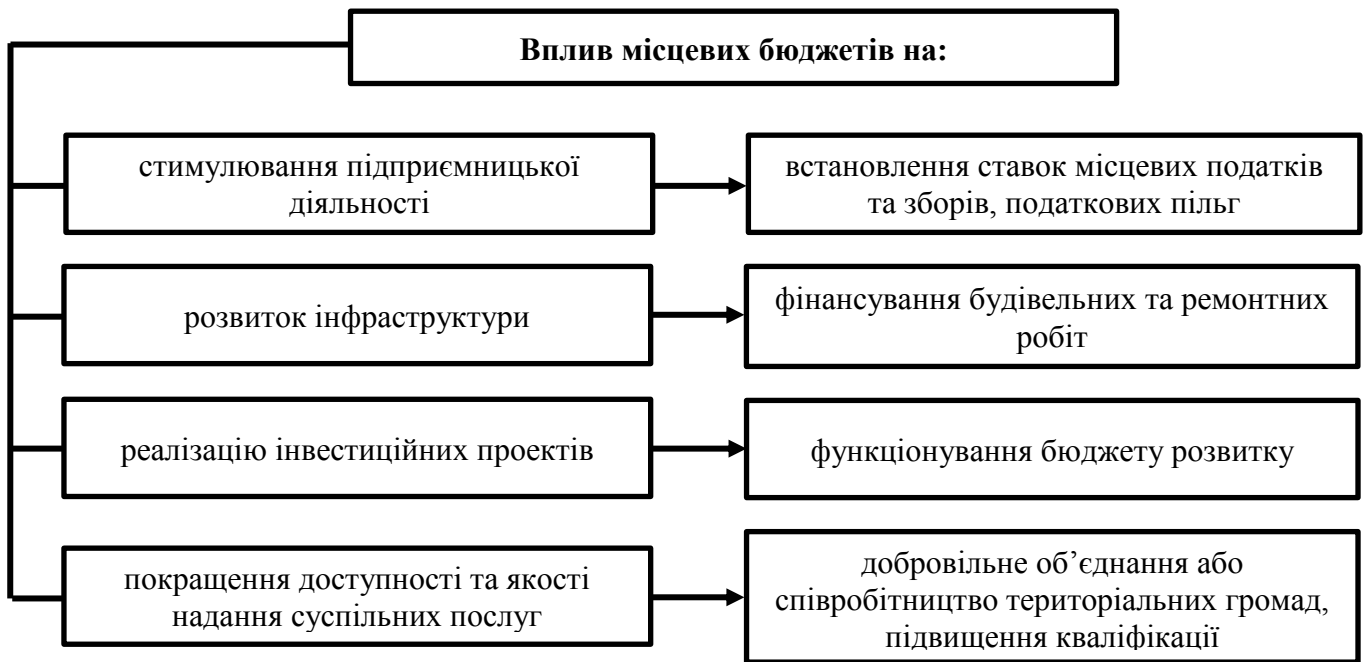 Вплив місцевих бюджетів на:
стимулювання підприємницької
діяльності
встановлення ставок місцевих податків
та зборів, податкових пільг
розвиток інфраструктури
фінансування будівельних та ремонтних
робіт
реалізацію інвестиційних проектів
функціонування бюджету розвитку
покращення доступності та якості
надання суспільних послуг
добровільне об’єднання або
співробітництво територіальних громад,
підвищення кваліфікації